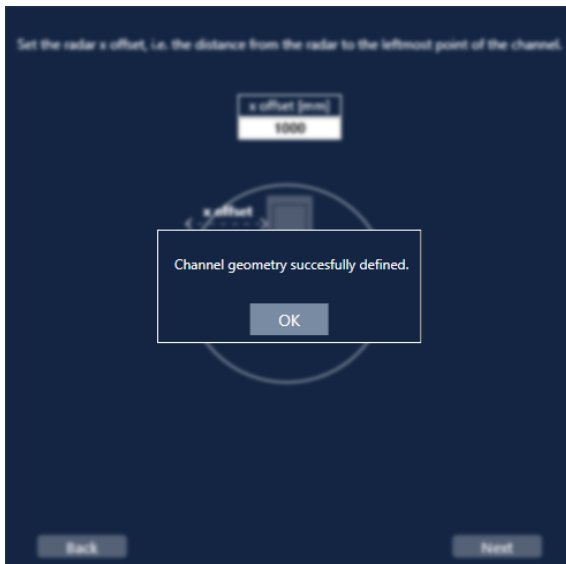 Set the radar x offset, i.e. the distance from the radar to the leftmost point of the channel.
x offset [mm]
1000
x offset
Channel geometry succesfully defined.
OK
Back
Next